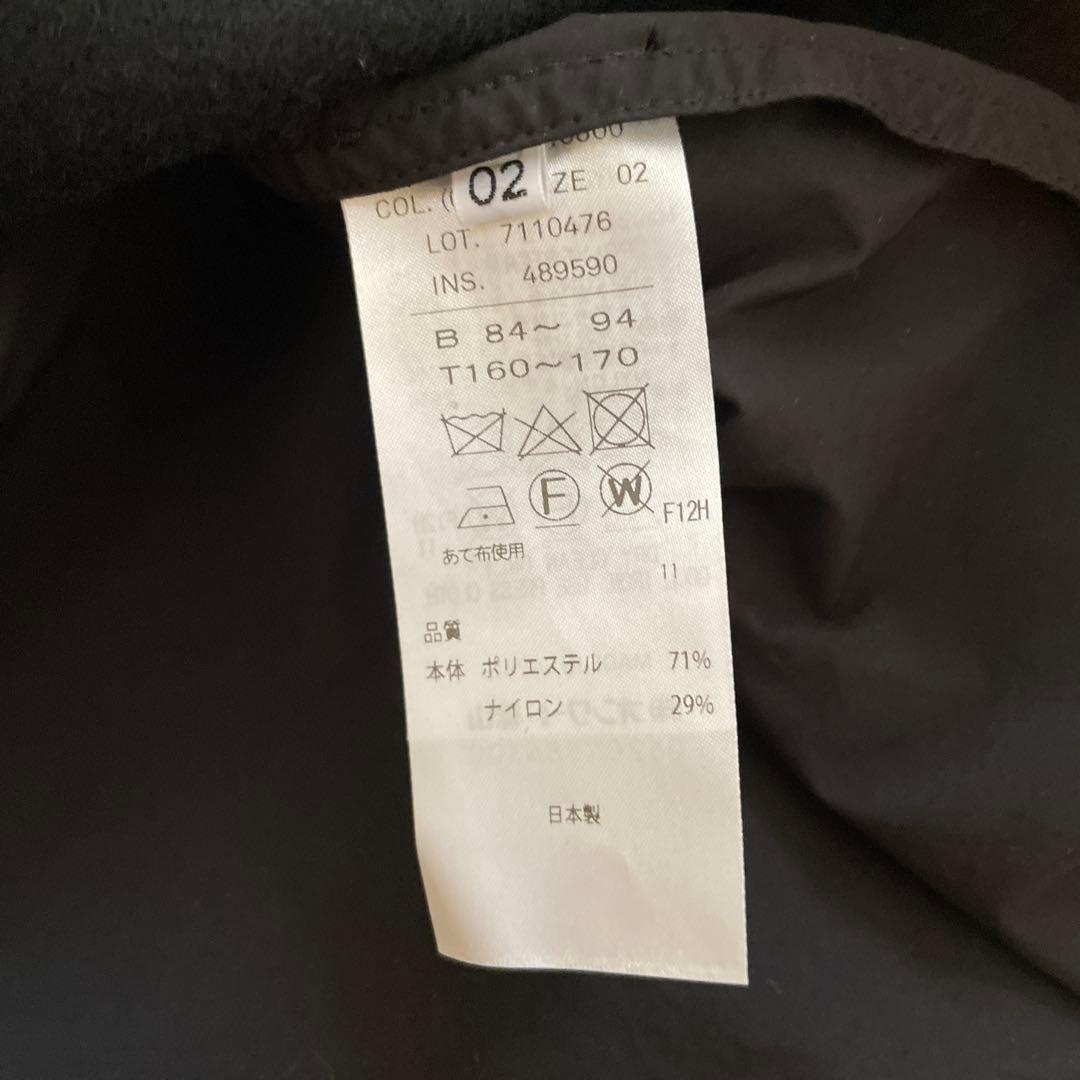 COL. 02 ZE 02
LOT. 7110476
INS. 489590
B 84〜 94
T160〜170
F W F12H
あて布使用
11
品質
本体 ポリエステル 71%
ナイロン 29%
日本製